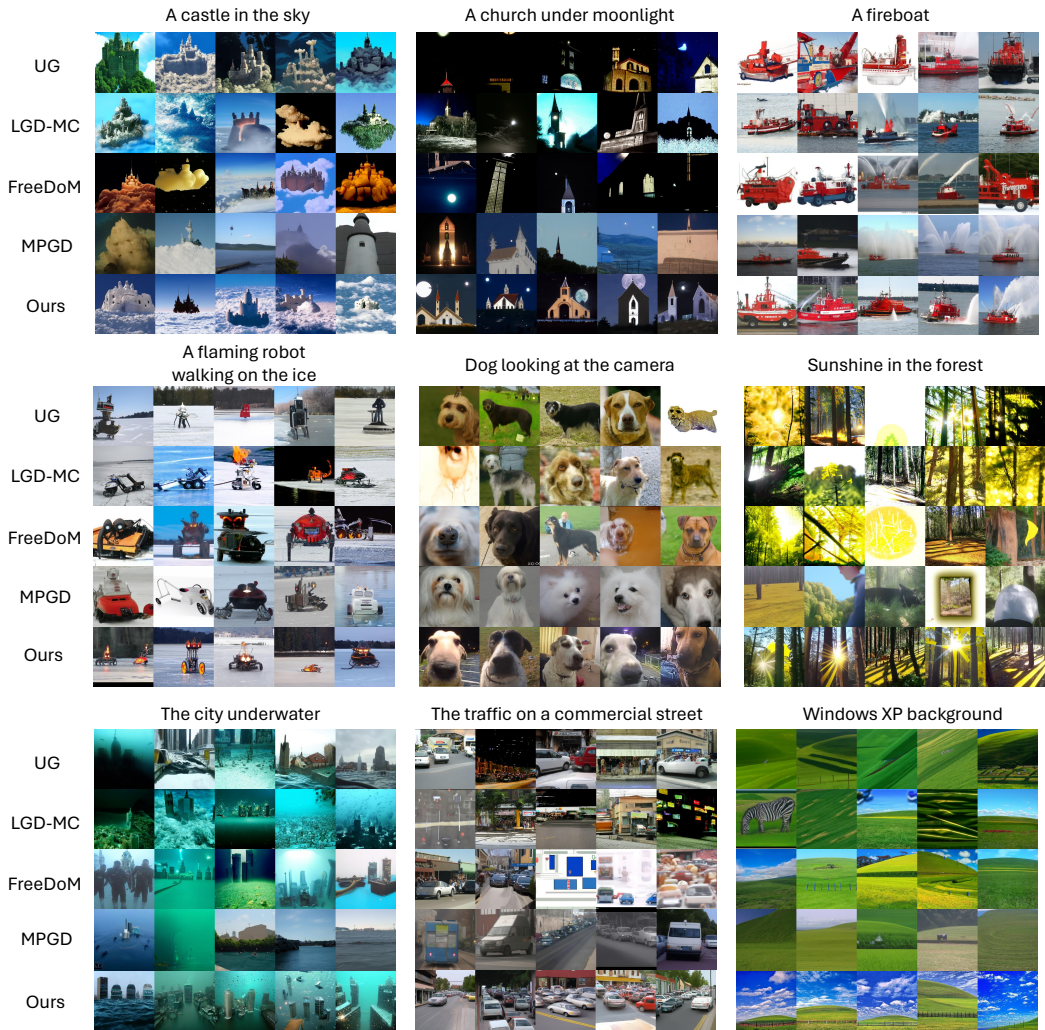 A castle in the sky
A church under moonlight
A fireboat
UG
LGD-MC
FreeDoM
MPGD
Ours
A flaming robot
walking on the ice
Dog looking at the camera
Sunshine in the forest
UG
LGD-MC
FreeDoM
MPGD
Ours
The city underwater
The traffic on a commercial street
Windows XP background
UG
LGD-MC
FreeDoM
MPGD
Ours